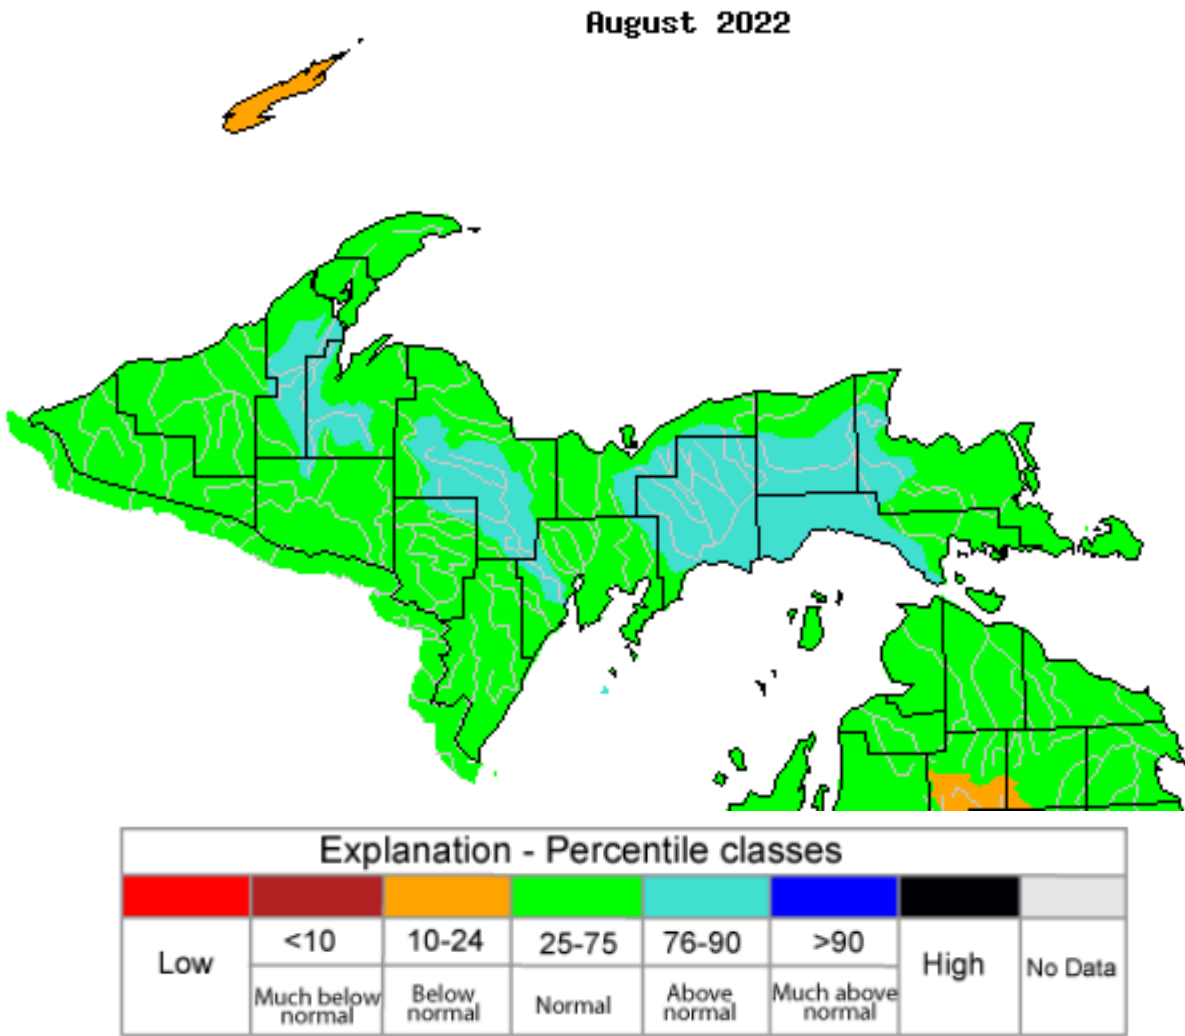 August 2022
Explanation - Percentile classes
Low
<10
10-24
25-75
76-90
>90
High
No Data
Much below
normal
Below
normal
Normal
Above
normal
Much above
normal